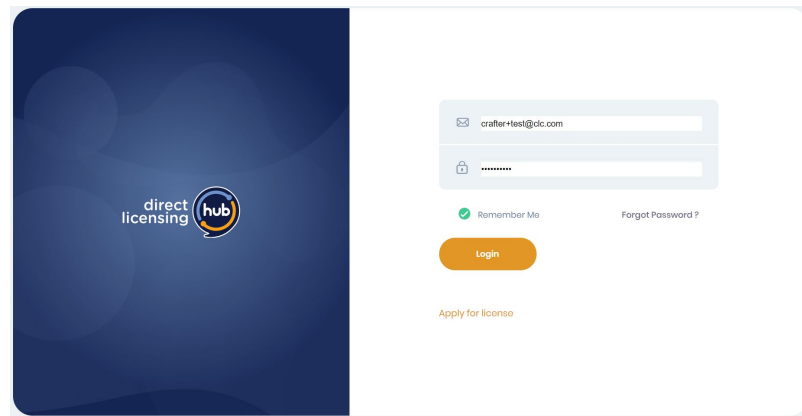 direct
licensing
hub
crafter+test@clc.com
••••••••••
Remember Me
Forgot Password ?
Login
Apply for license